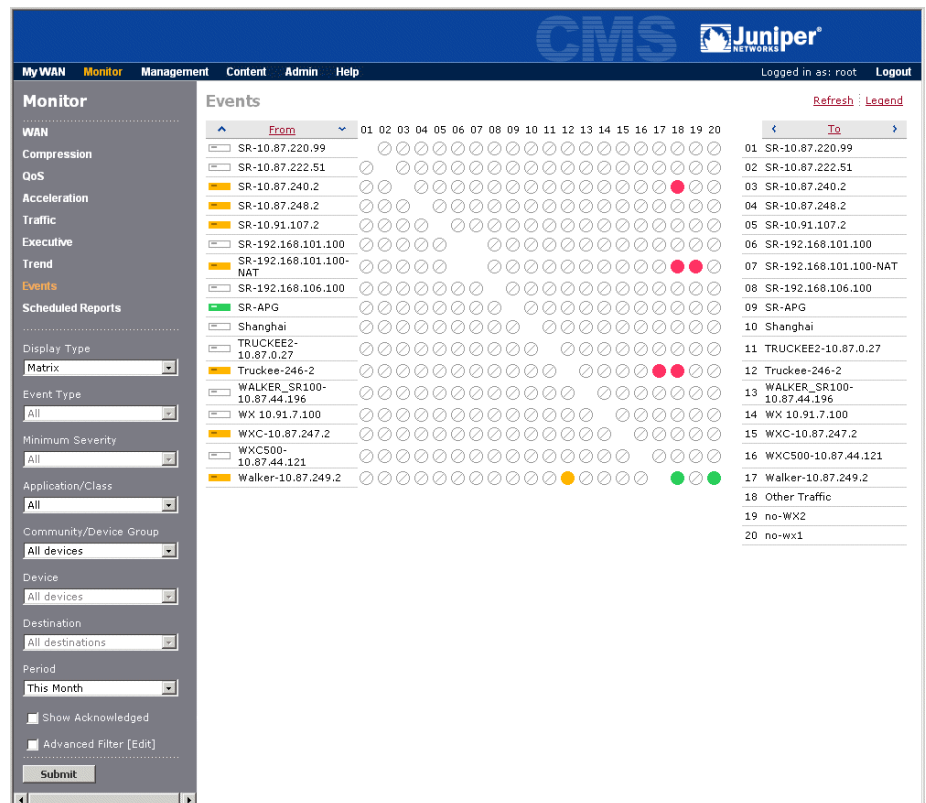 CMS
Juniper®
NETWORKS
My WAN Monitor Management Content Admin Help Logged in as: root Logout
Monitor
WAN
Compression
QoS
Acceleration
Traffic
Executive
Trend
Events
Scheduled Reports
Display Type
Matrix
Event Type
All
Minimum Severity
All
Application/Class
All
Community/Device Group
All devices
Device
All devices
Destination
All destinations
Period
This Month
Show Acknowledged
Advanced Filter [Edit]
Submit
Events
Refresh Legend
From 01 02 03 04 05 06 07 08 09 10 11 12 13 14 15 16 17 18 19 20
SR-10.87.220.99
SR-10.87.222.51
SR-10.87.240.2
SR-10.87.248.2
SR-10.91.107.2
SR-192.168.101.100
SR-192.168.101.100-
NAT
SR-192.168.106.100
SR-APG
Shanghai
TRUCKEE2-
10.87.0.27
Truckee-246-2
WALKER_SR100-
10.87.44.196
WX 10.91.7.100
WXC-10.87.247.2
WXC500-
10.87.44.121
Walker-10.87.249.2
To
01 SR-10.87.220.99
02 SR-10.87.222.51
03 SR-10.87.240.2
04 SR-10.87.248.2
05 SR-10.91.107.2
06 SR-192.168.101.100
07 SR-192.168.101.100-NAT
08 SR-192.168.106.100
09 SR-APG
10 Shanghai
11 TRUCKEE2-10.87.0.27
12 Truckee-246-2
13 WALKER_SR100-
10.87.44.196
14 WX 10.91.7.100
15 WXC-10.87.247.2
16 WXC500-10.87.44.121
17 Walker-10.87.249.2
18 Other Traffic
19 no-WX2
20 no-wx1